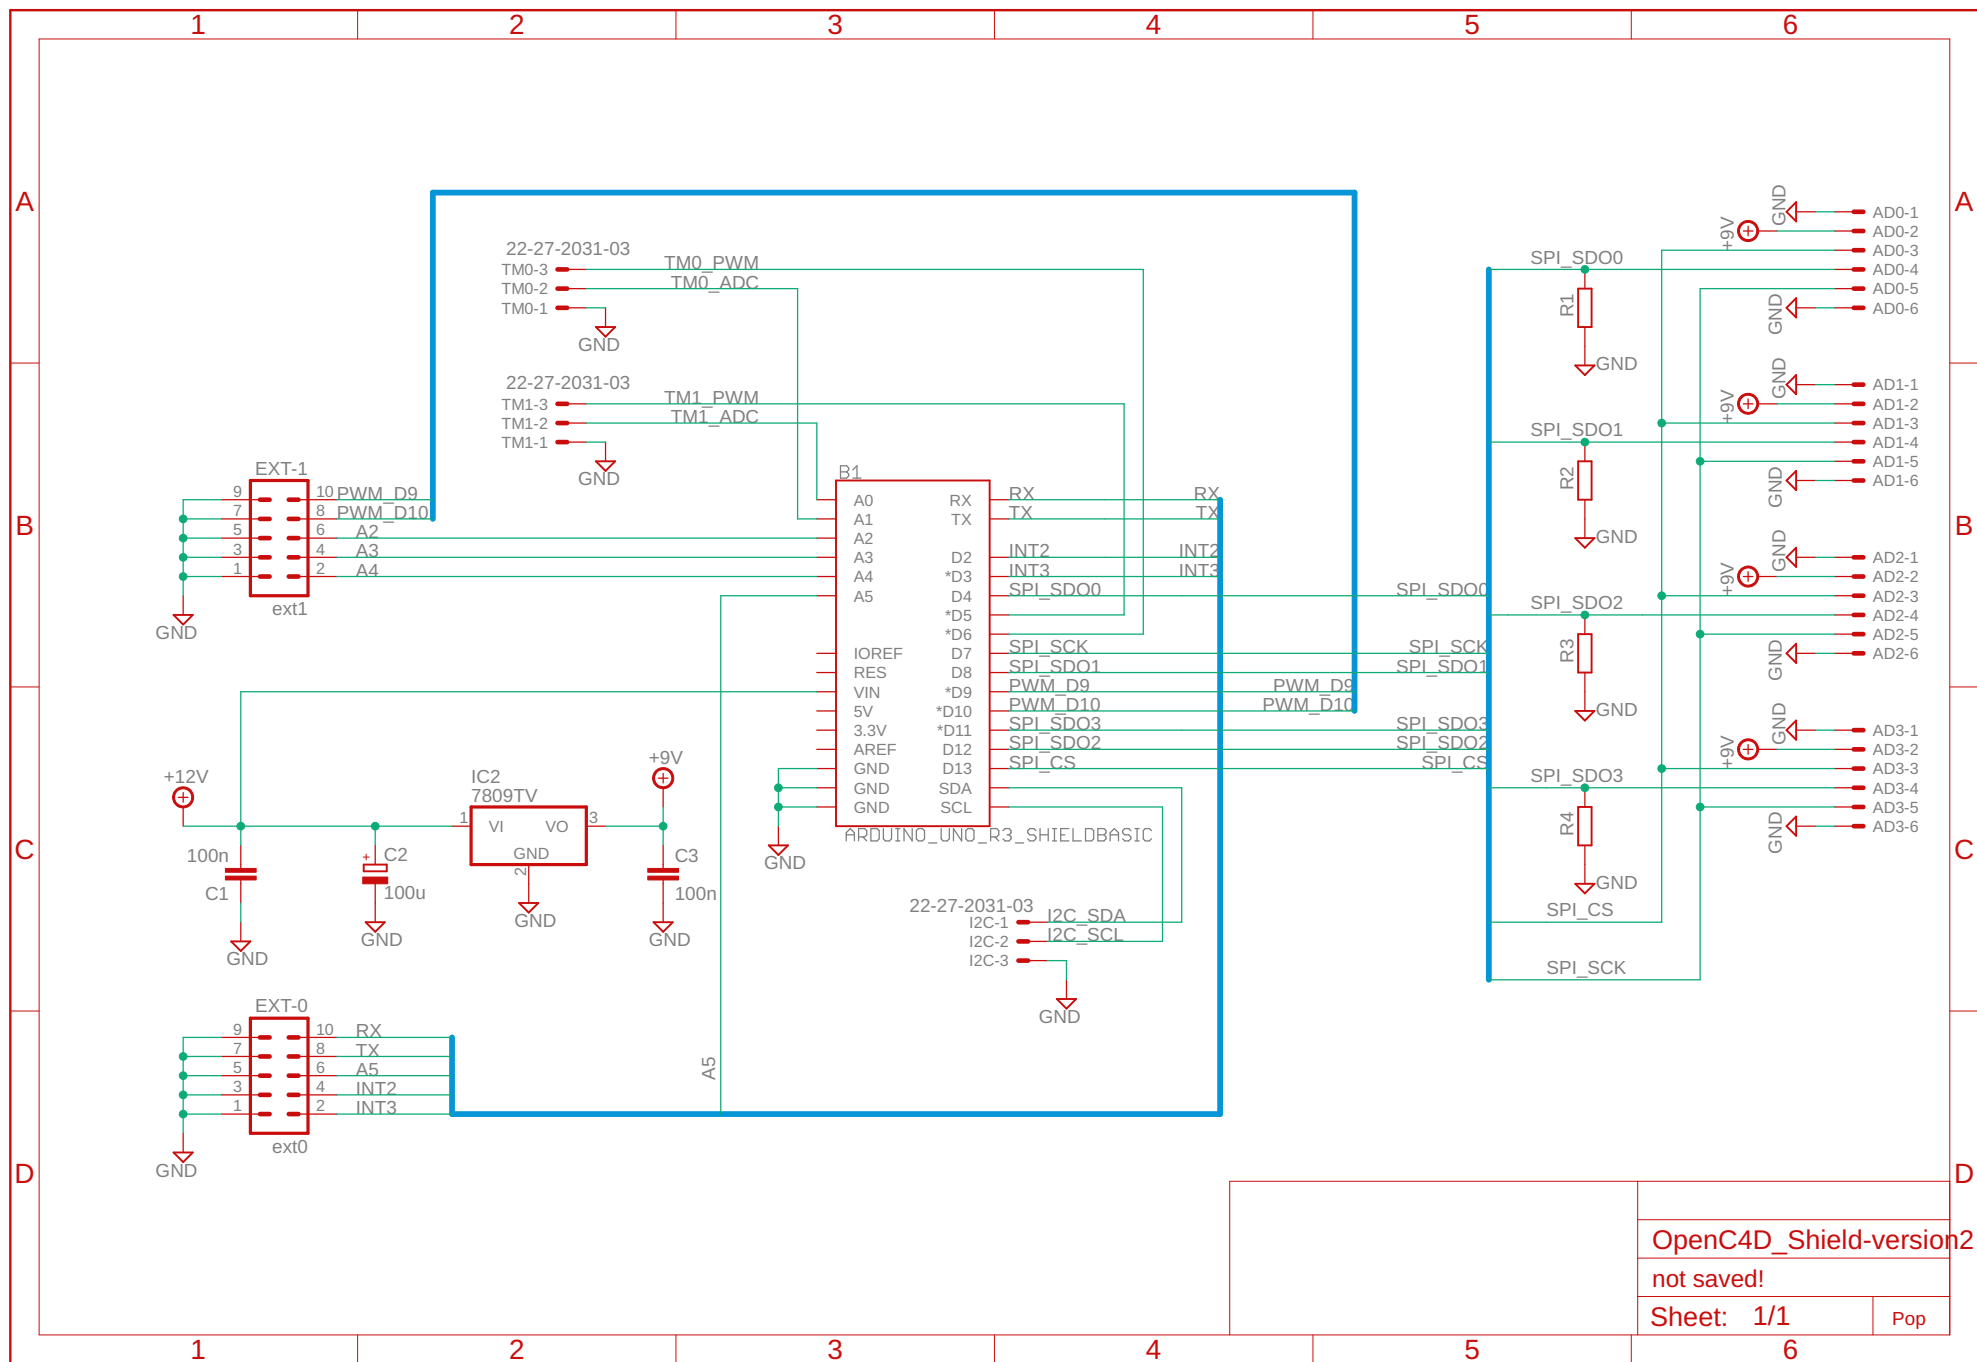 1 2 3 4 5 6
A A
B B
C C
D D
22-27-2031-03
TM0-3 TM0_PWM
TM0-2 TM0_ADC
TM0-1
GND
22-27-2031-03
TM1-3 TM1_PWM
TM1-2 TM1_ADC
TM1-1
GND
EXT-1
9 10 PWM_D9
7 8 PWM_D10
5 6 A2
3 4 A3
1 2 A4
ext1
GND
B1
A0 RX RX RX
A1 TX TX TX
A2
A3 D2 INT2 INT2
A4 *D3 INT3 INT3
A5 D4 SPI_SDO0 SPI_SDO0
*D5
*D6
IOREF D7 SPI_SCK SPI_SCK
RES D8 SPI_SDO1 SPI_SDO1
VIN *D9 PWM_D9 PWM_D9
5V *D10 PWM_D10 PWM_D10
3.3V *D11 SPI_SDO3 SPI_SDO3
AREF D12 SPI_SDO2 SPI_SDO2
GND D13 SPI_CS SPI_CS
GND SDA
GND SCL
ARDUINO_UNO_R3_SHIELDBASIC
GND
+12V
IC2
7809TV
+9V
1 VI VO 3
GND
2
GND
100n
C1
GND
C2
+
100u
GND
C3
100n
GND
22-27-2031-03
I2C-1 I2C_SDA
I2C-2 I2C_SCL
I2C-3
GND
EXT-0
9 10 RX
7 8 TX
5 6 A5
3 4 INT2
1 2 INT3
ext0
GND
A5
SPI_SDO0
R1
GND
SPI_SDO1
R2
GND
SPI_SDO2
R3
GND
SPI_SDO3
R4
GND
SPI_CS
SPI_SCK
GND AD0-1
+9V AD0-2
AD0-3
AD0-4
AD0-5
GND AD0-6
GND AD1-1
+9V AD1-2
AD1-3
AD1-4
AD1-5
GND AD1-6
GND AD2-1
+9V AD2-2
AD2-3
AD2-4
AD2-5
GND AD2-6
GND AD3-1
+9V AD3-2
AD3-3
AD3-4
AD3-5
GND AD3-6
OpenC4D_Shield-version2
not saved!
Sheet: 1/1 Pop
1 2 3 4 5 6